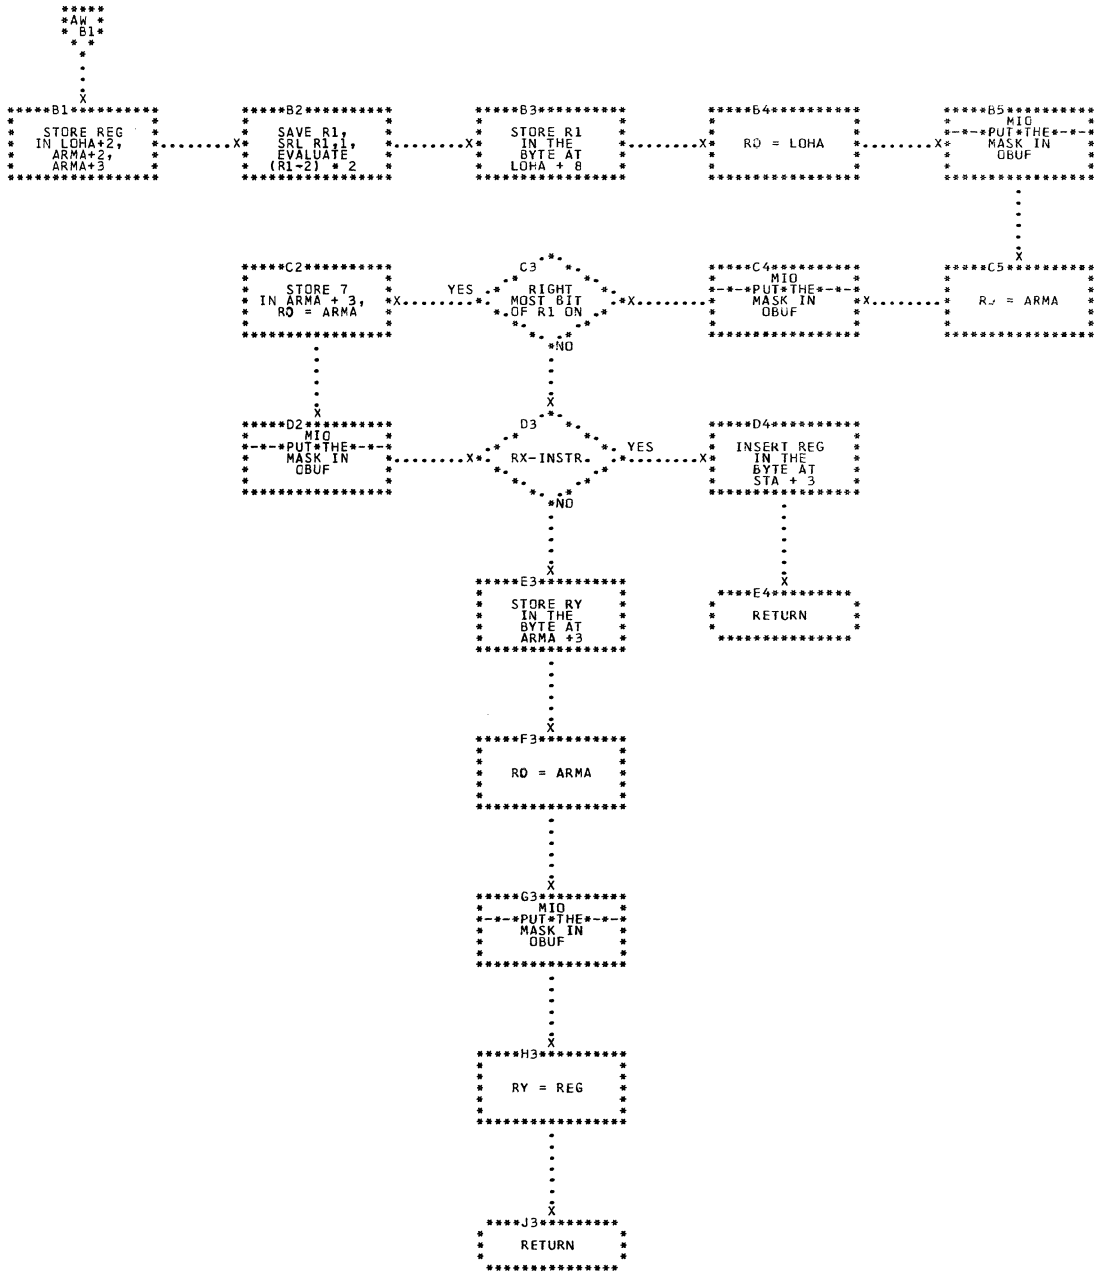 AW
B1
B1
STORE REG
IN LOHA+2,
ARMA+2,
ARMA+3
B2
SAVE R1,
SRL R1,1,
EVALUATE
(R1-2) * 2
B3
STORE R1
IN THE
BYTE AT
LOHA + 8
B4
R0 = LOHA
B5
MIO
PUT THE
MASK IN
OBUF
C2
STORE 7
IN ARMA + 3,
R0 = ARMA
YES
C3
RIGHT
MOST BIT
OF R1 ON
NO
C4
MIO
PUT THE
MASK IN
OBUF
C5
= ARMA
D2
MIO
PUT THE
MASK IN
OBUF
D3
RX-INSTR.
YES
NO
D4
INSERT REG
IN THE
BYTE AT
STA + 3
E3
STORE RY
IN THE
BYTE AT
ARMA +3
E4
RETURN
F3
R0 = ARMA
G3
MIO
PUT THE
MASK IN
OBUF
H3
RY = REG
J3
RETURN